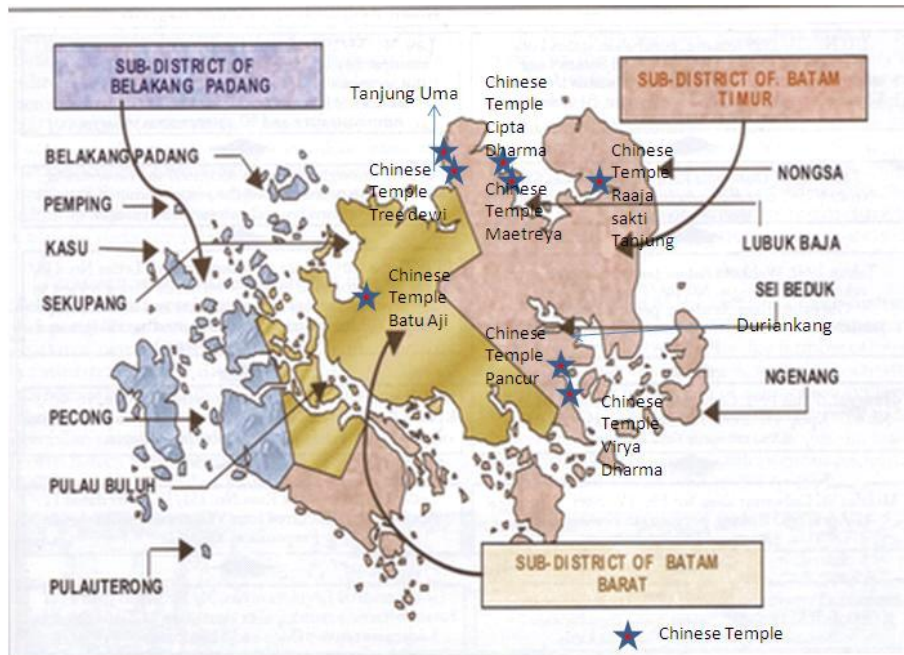 SUB-DISTRICT OF
BELAKANG PADANG
SUB-DISTRICT OF. BATAM
TIMUR
Tanjung Uma
Chinese
Temple
Cipta
Dharma
BELAKANG PADANG
PEMPING
KASU
SEKUPANG
PECONG
PULAU BULUH
PULAUTERONG
Chinese
Temple
Tree dewi
Chinese
Temple
Maetreya
Chinese
Temple
Raaja
sakti
Tanjung
NONGSA
LUBUK BAJA
SEI BEDUK
Duriankang
NGENANG
Chinese
Temple
Batu Aji
Chinese
Temple
Pancur
Chinese
Temple
Virya
Dharma
SUB-DISTRICT OF BATAM
BARAT
Chinese Temple